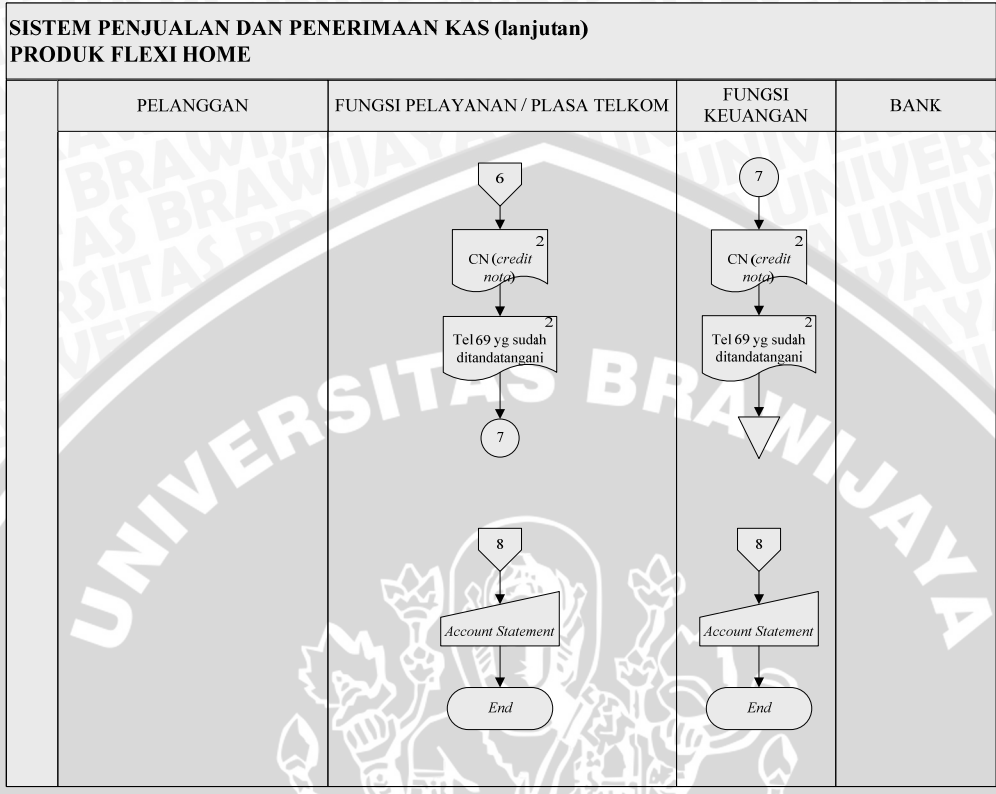 SISTEM PENJUALAN DAN PENERIMAAN KAS (lanjutan)
PRODUK FLEXI HOME
PELANGGAN
FUNGSI PELAYANAN / PLASA TELKOM
FUNGSI
KEUANGAN
BANK
6
2
CN (credit
nota)
2
Tel 69 yg sudah
ditandatangani
7
8
Account Statement
End
7
2
CN (credit
nota)
2
Tel 69 yg sudah
ditandatangani
8
Account Statement
End
UNIVERSITAS BRAWIJAYA